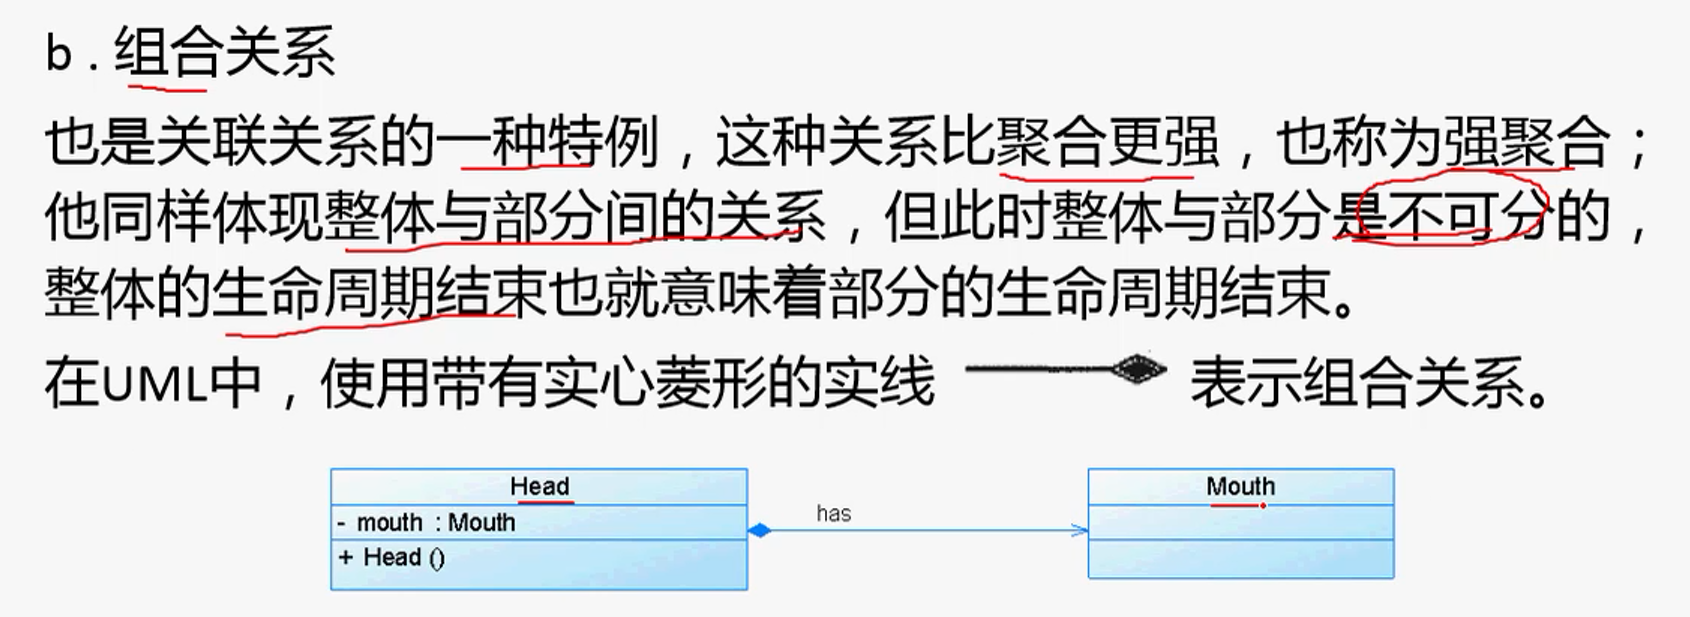 b . 组合关系
也是关联关系的一种特例，这种关系比聚合更强，也称为强聚合；
他同样体现整体与部分间的关系，但此时整体与部分是不可分的，
整体的生命周期结束也就意味着部分的生命周期结束。
在UML中，使用带有实心菱形的实线 表示组合关系。
Head
- mouth : Mouth
+ Head ()
has
Mouth